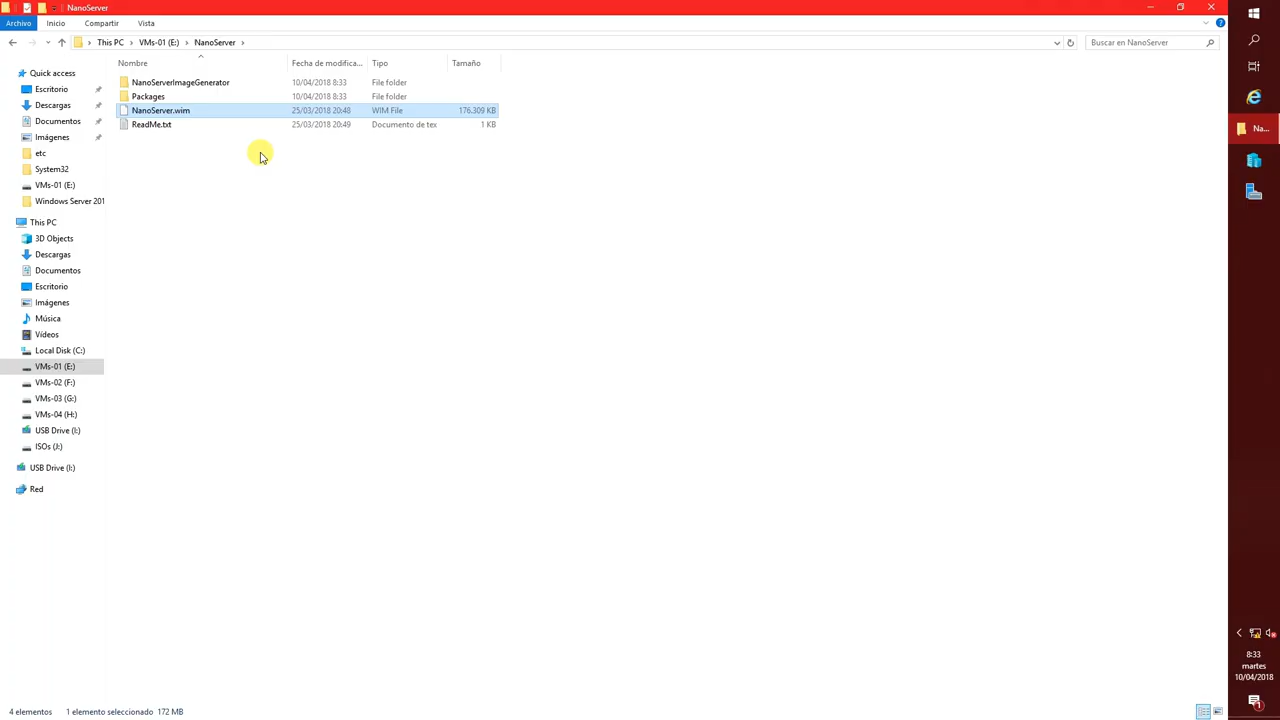 NanoServer
Archivo Inicio Compartir Vista
This PC VMs-01 (E:) NanoServer
Buscar en NanoServer
Nombre Fecha de modifica... Tipo Tamaño
NanoServerImageGenerator 10/04/2018 8:33 File folder
Packages 10/04/2018 8:33 File folder
NanoServer.wim 25/03/2018 20:48 WIM File 176.309 KB
ReadMe.txt 25/03/2018 20:49 Documento de tex 1 KB
Quick access
Escritorio
Descargas
Documentos
Imágenes
etc
System32
VMs-01 (E:)
Windows Server 201
This PC
3D Objects
Descargas
Documentos
Escritorio
Imágenes
Música
Vídeos
Local Disk (C:)
VMs-01 (E:)
VMs-02 (F:)
VMs-03 (G:)
VMs-04 (H:)
USB Drive (I:)
ISOs (J:)
USB Drive (I:)
Red
4 elementos 1 elemento seleccionado 172 MB
Na...
8:33
martes
10/04/2018
1